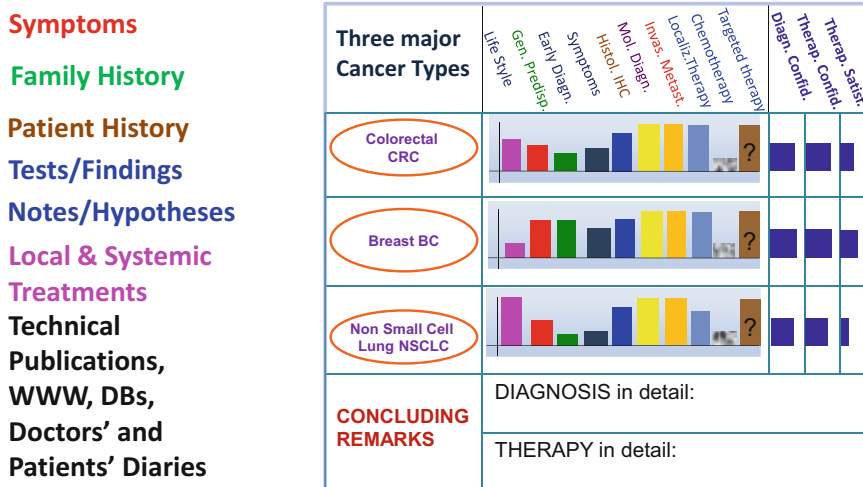 Symptoms
Family History
Patient History
Tests/Findings
Notes/Hypotheses
Local & Systemic
Treatments
Technical
Publications,
WWW, DBs,
Doctors’ and
Patients’ Diaries
Three major
Cancer Types
Life Style
Gen. Predisp.
Early Diagn.
Symptoms
Histol. IHC
Mol. Diagn.
Invas. Metast.
Localiz.Therapy
Chemotherapy
Targeted therapy
Diagn. Confid.
Therap. Confid.
Therap. Satisf.
Colorectal
CRC
?
Breast BC
?
Non Small Cell
Lung NSCLC
?
CONCLUDING
REMARKS
DIAGNOSIS in detail:
THERAPY in detail: